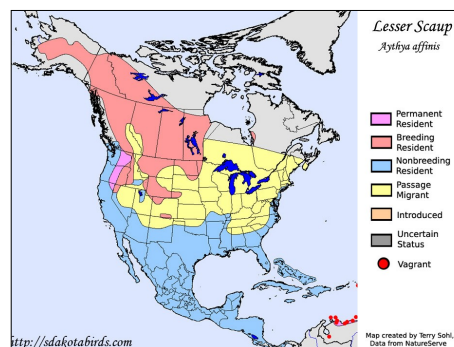 Lesser Scaup
Aythya affinis
Permanent
Resident
Breeding
Resident
Nonbreeding
Resident
Passage
Migrant
Introduced
Uncertain
Status
Vagrant
http://sdakotabirds.com
Map created by Terry Sohl,
Data from NatureServe